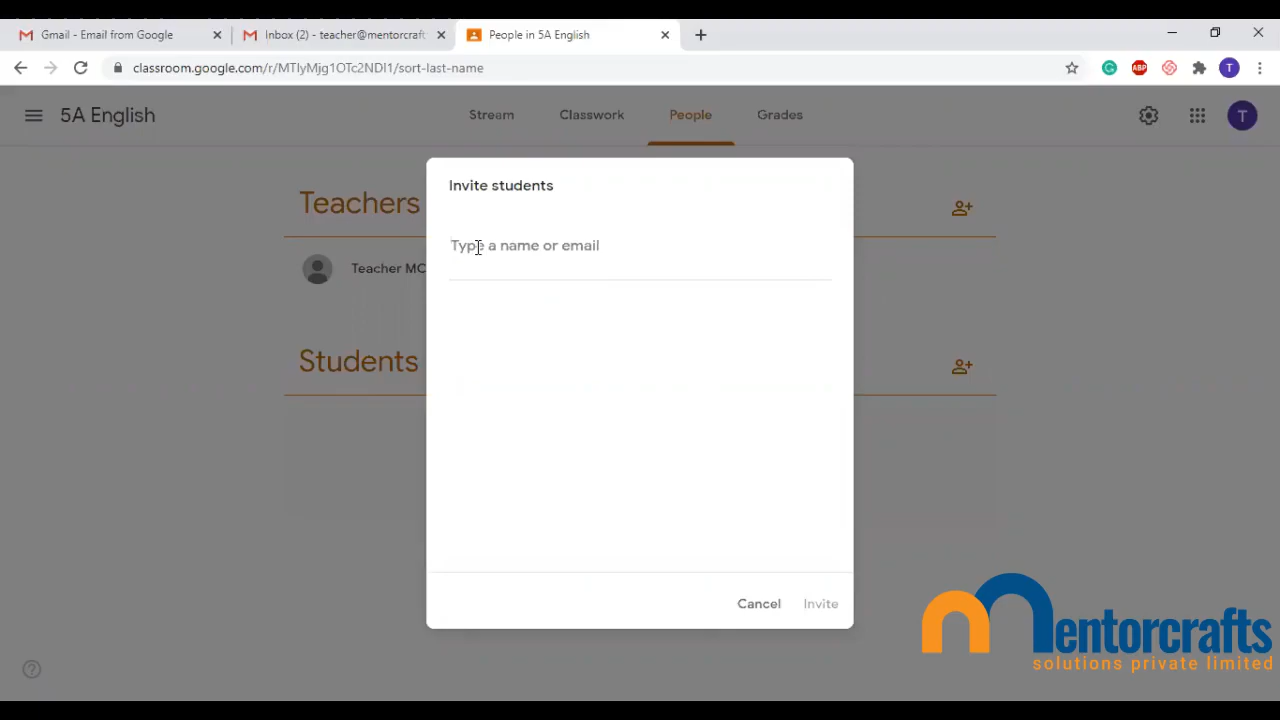 Gmail - Email from Google
Inbox (2) - teacher@mentorcraft
People in 5A English
classroom.google.com/r/MTIyMjg1OTc2NDI1/sort-last-name
ABP
T
5A English
Stream
Classwork
People
Grades
T
Invite students
Type a name or email
Teachers
Teacher MC
Students
Cancel
Invite
Mentorcrafts
solutions private limited